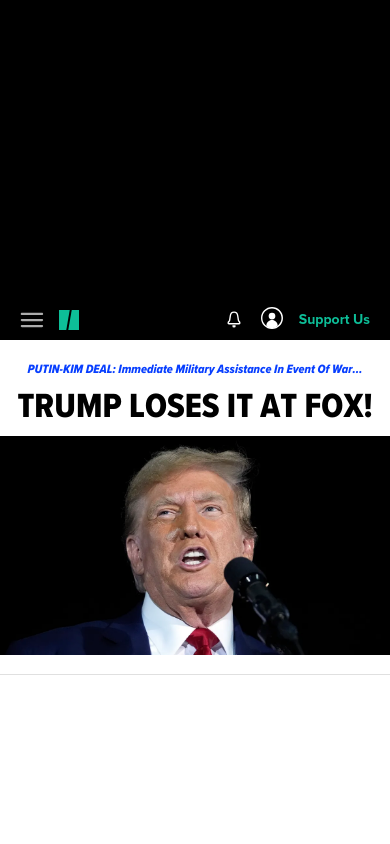 Support Us
PUTIN-KIM DEAL: Immediate Military Assistance In Event Of War...
TRUMP LOSES IT AT FOX!